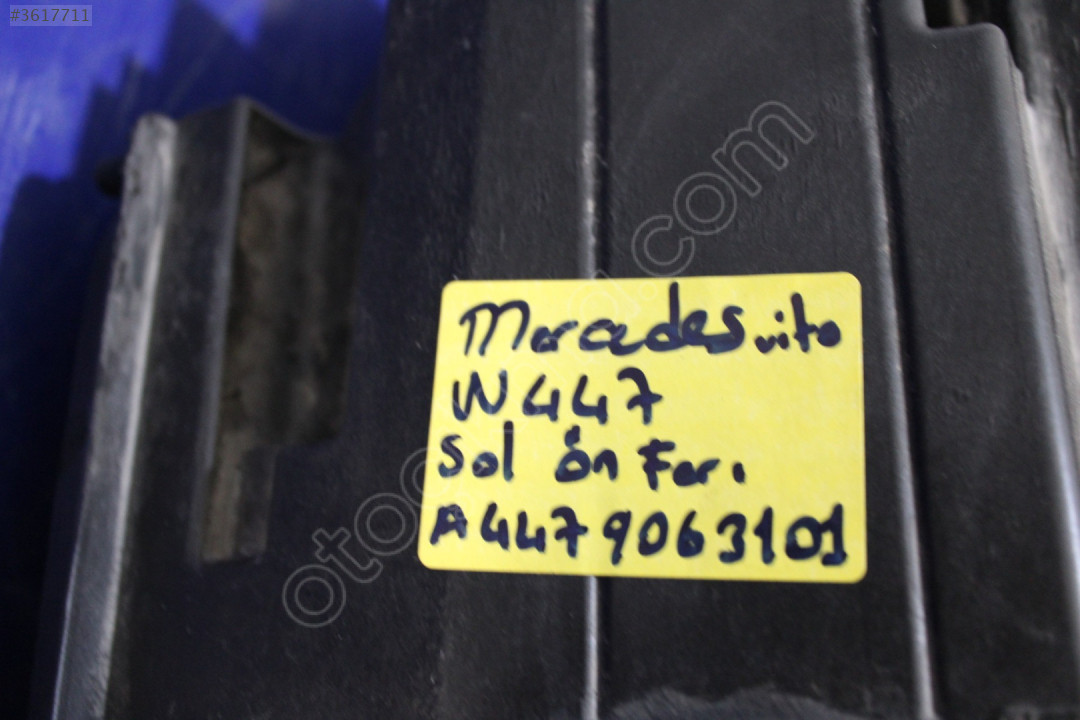 #3617711
Mercedes vito
W447
Sol ön Far.
A4479063101